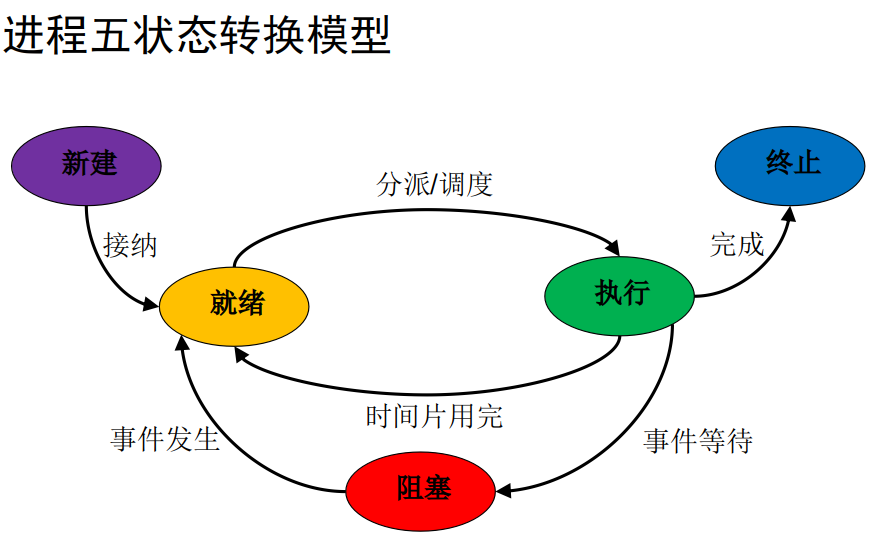 进程五状态转换模型
新建
终止
分派/调度
接纳
完成
就绪
执行
时间片用完
事件发生
事件等待
阻塞